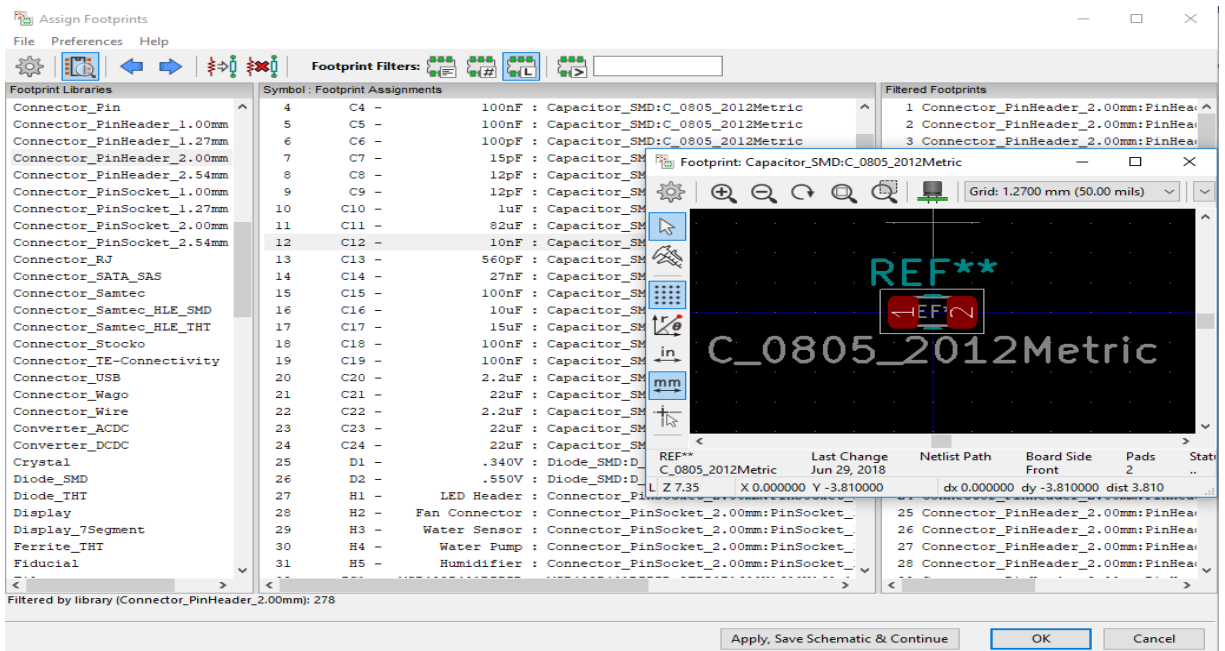 Assign Footprints
File Preferences Help
Footprint Filters:
Footprint Libraries
Connector_Pin
Connector_PinHeader_1.00mm
Connector_PinHeader_1.27mm
Connector_PinHeader_2.00mm
Connector_PinHeader_2.54mm
Connector_PinSocket_1.00mm
Connector_PinSocket_1.27mm
Connector_PinSocket_2.00mm
Connector_PinSocket_2.54mm
Connector_RJ
Connector_SATA_SAS
Connector_Samtec
Connector_Samtec_HLE_SMD
Connector_Samtec_HLE_THT
Connector_Stocko
Connector_TE-Connectivity
Connector_USB
Connector_Wago
Connector_Wire
Converter_ACDC
Converter_DCDC
Crystal
Diode_SMD
Diode_THT
Display
Display_7Segment
Ferrite_THT
Fiducial
Symbol : Footprint Assignments
4 C4 - 100nF : Capacitor_SMD:C_0805_2012Metric
5 C5 - 100nF : Capacitor_SMD:C_0805_2012Metric
6 C6 - 100pF : Capacitor_SMD:C_0805_2012Metric
7 C7 - 15pF : Capacitor_SM
8 C8 - 12pF : Capacitor_SM
9 C9 - 12pF : Capacitor_SM
10 C10 - 1uF : Capacitor_SM
11 C11 - 82uF : Capacitor_SM
12 C12 - 10nF : Capacitor_SM
13 C13 - 560pF : Capacitor_SM
14 C14 - 27nF : Capacitor_SM
15 C15 - 100nF : Capacitor_SM
16 C16 - 10uF : Capacitor_SM
17 C17 - 15uF : Capacitor_SM
18 C18 - 100nF : Capacitor_SM
19 C19 - 100nF : Capacitor_SM
20 C20 - 2.2uF : Capacitor_SM
21 C21 - 22uF : Capacitor_SM
22 C22 - 2.2uF : Capacitor_SM
23 C23 - 22uF : Capacitor_SM
24 C24 - 22uF : Capacitor_SM
25 D1 - .340V : Diode_SMD:D_
26 D2 - .550V : Diode_SMD:D_
27 H1 - LED Header : Connector_Pi
28 H2 - Fan Connector : Connector_PinSocket_2.00mm:PinSocket_
29 H3 - Water Sensor : Connector_PinSocket_2.00mm:PinSocket_
30 H4 - Water Pump : Connector_PinSocket_2.00mm:PinSocket_
31 H5 - Humidifier : Connector_PinSocket_2.00mm:PinSocket_
Filtered Footprints
1 Connector_PinHeader_2.00mm:PinHea
2 Connector_PinHeader_2.00mm:PinHea
3 Connector_PinHeader_2.00mm:PinHea
25 Connector_PinHeader_2.00mm:PinHea
26 Connector_PinHeader_2.00mm:PinHea
27 Connector_PinHeader_2.00mm:PinHea
28 Connector_PinHeader_2.00mm:PinHea
Footprint: Capacitor_SMD:C_0805_2012Metric
Grid: 1.2700 mm (50.00 mils)
in
mm
REF**
1 EF* 2
C_0805_2012Metric
REF** Last Change Netlist Path Board Side Pads Stat
C_0805_2012Metric Jun 29, 2018 Front 2 ..
L Z 7.35 X 0.000000 Y -3.810000 dx 0.000000 dy -3.810000 dist 3.810
Filtered by library (Connector_PinHeader_2.00mm): 278
Apply, Save Schematic & Continue OK Cancel